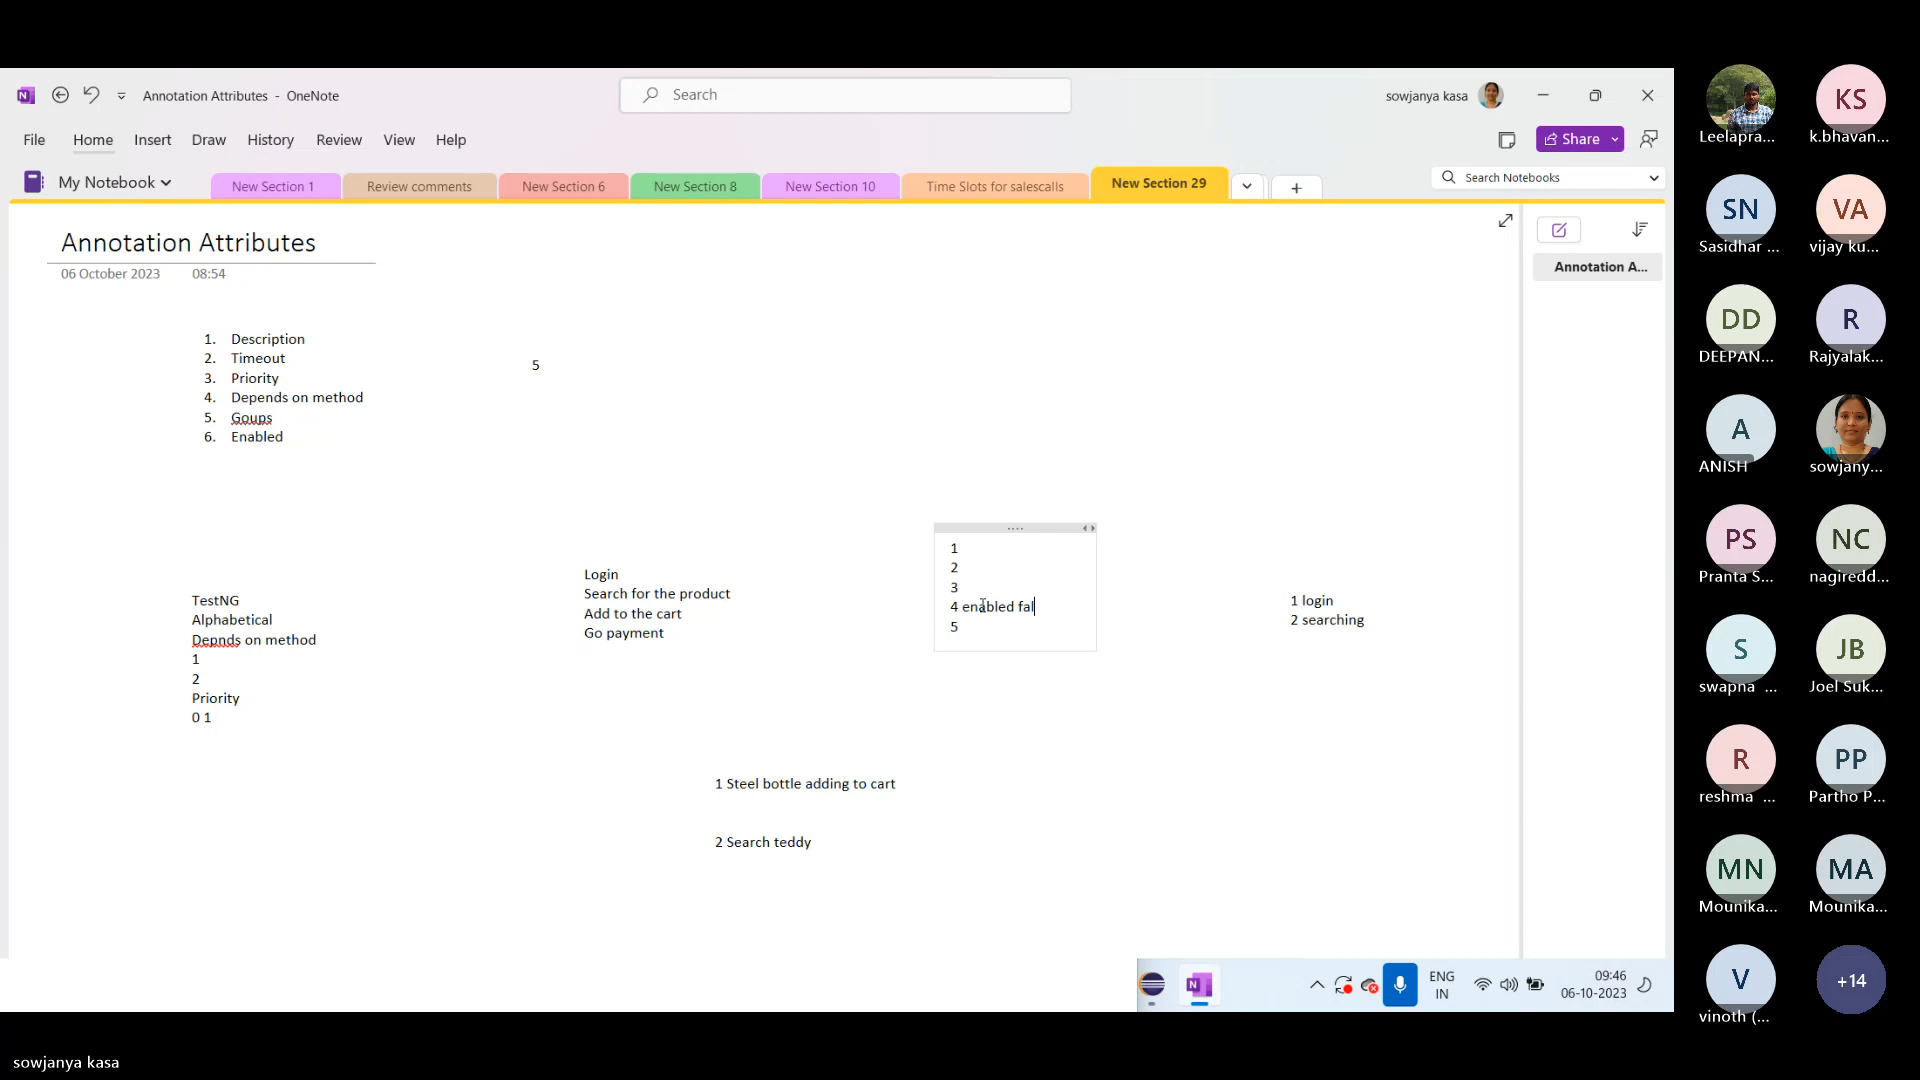 Annotation Attributes - OneNote
Search
sowjanya kasa
File
Home
Insert
Draw
History
Review
View
Help
Share
My Notebook
New Section 1
Review comments
New Section 6
New Section 8
New Section 10
Time Slots for salescalls
New Section 29
+
Search Notebooks
Annotation Attributes
06 October 2023 08:54
Annotation A...
1. Description
2. Timeout
3. Priority
4. Depends on method
5. Goups
6. Enabled
5
TestNG
Alphabetical
Depnds on method
1
2
Priority
0 1
Login
Search for the product
Add to the cart
Go payment
1
2
3
4 enabled fal
5
1 login
2 searching
1 Steel bottle adding to cart
2 Search teddy
ENG
IN
09:46
06-10-2023
Leelapra...
KS
k.bhavan...
SN
Sasidhar ...
VA
vijay ku...
DD
DEEPAN...
R
Rajyalak...
A
ANISH
sowjany...
PS
Pranta S...
NC
nagiredd...
S
swapna ...
JB
Joel Suk...
R
reshma ...
PP
Partho P...
MN
Mounika...
MA
Mounika...
V
vinoth (...
+14
sowjanya kasa